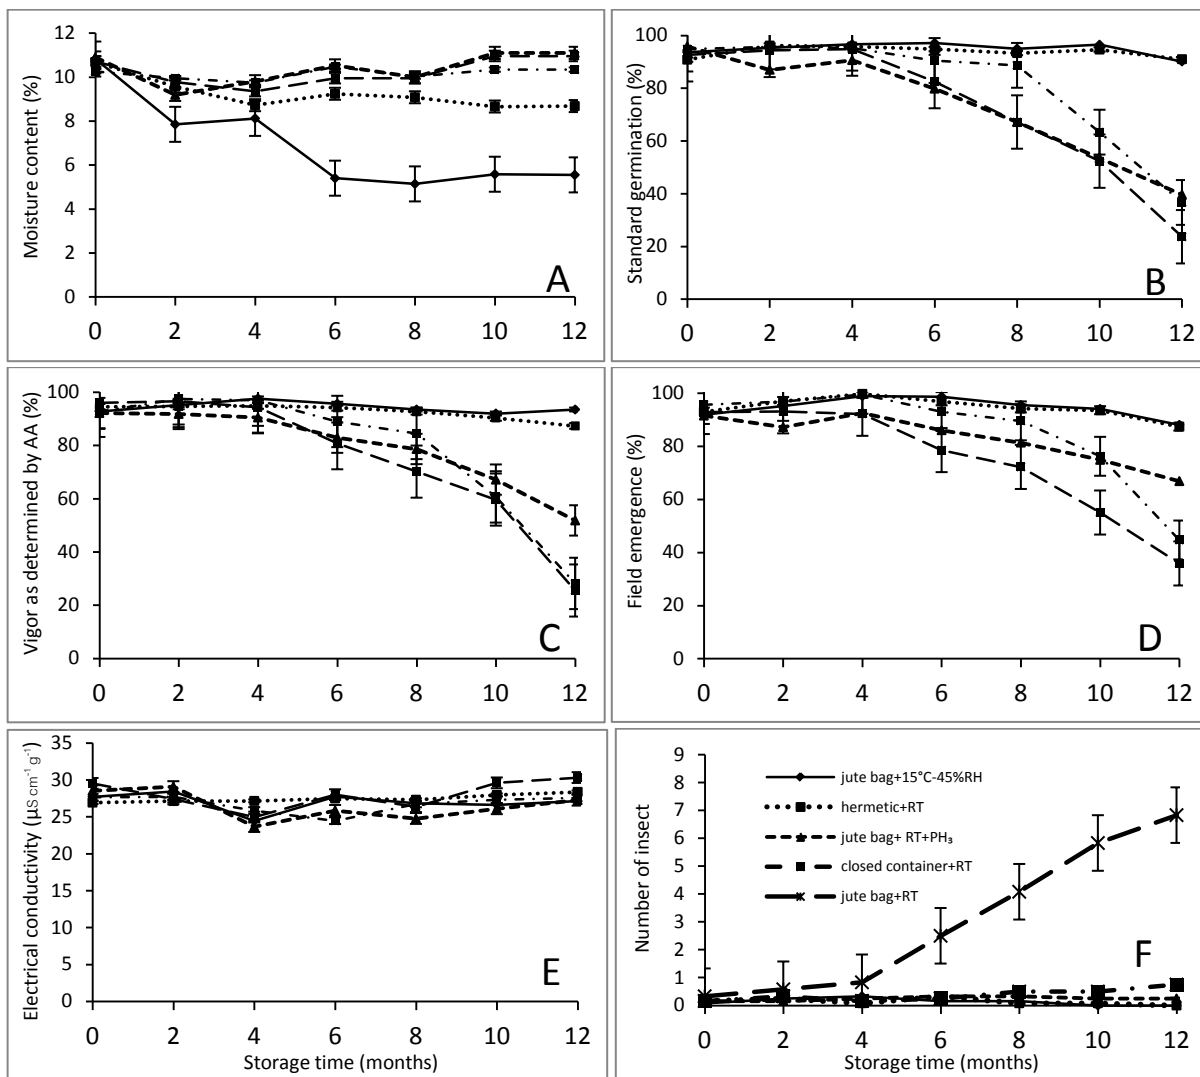 12
10
8
6
4
2
0
Moisture content (%)
A
0 2 4 6 8 10 12
100
80
60
40
20
0
Standard germination (%)
B
0 2 4 6 8 10 12
100
80
60
40
20
0
Vigor as determined by AA (%)
C
0 2 4 6 8 10 12
100
80
60
40
20
0
Field emergence (%)
D
0 2 4 6 8 10 12
35
30
25
20
15
10
5
0
Electrical conductivity (µS cm⁻¹ g⁻¹)
E
0 2 4 6 8 10 12
Storage time (months)
9
8
7
6
5
4
3
2
1
0
Number of insect
jute bag+15°C-45%RH
hermetic+RT
jute bag+ RT+PH₃
closed container+RT
jute bag+RT
F
0 2 4 6 8 10 12
Storage time (months)